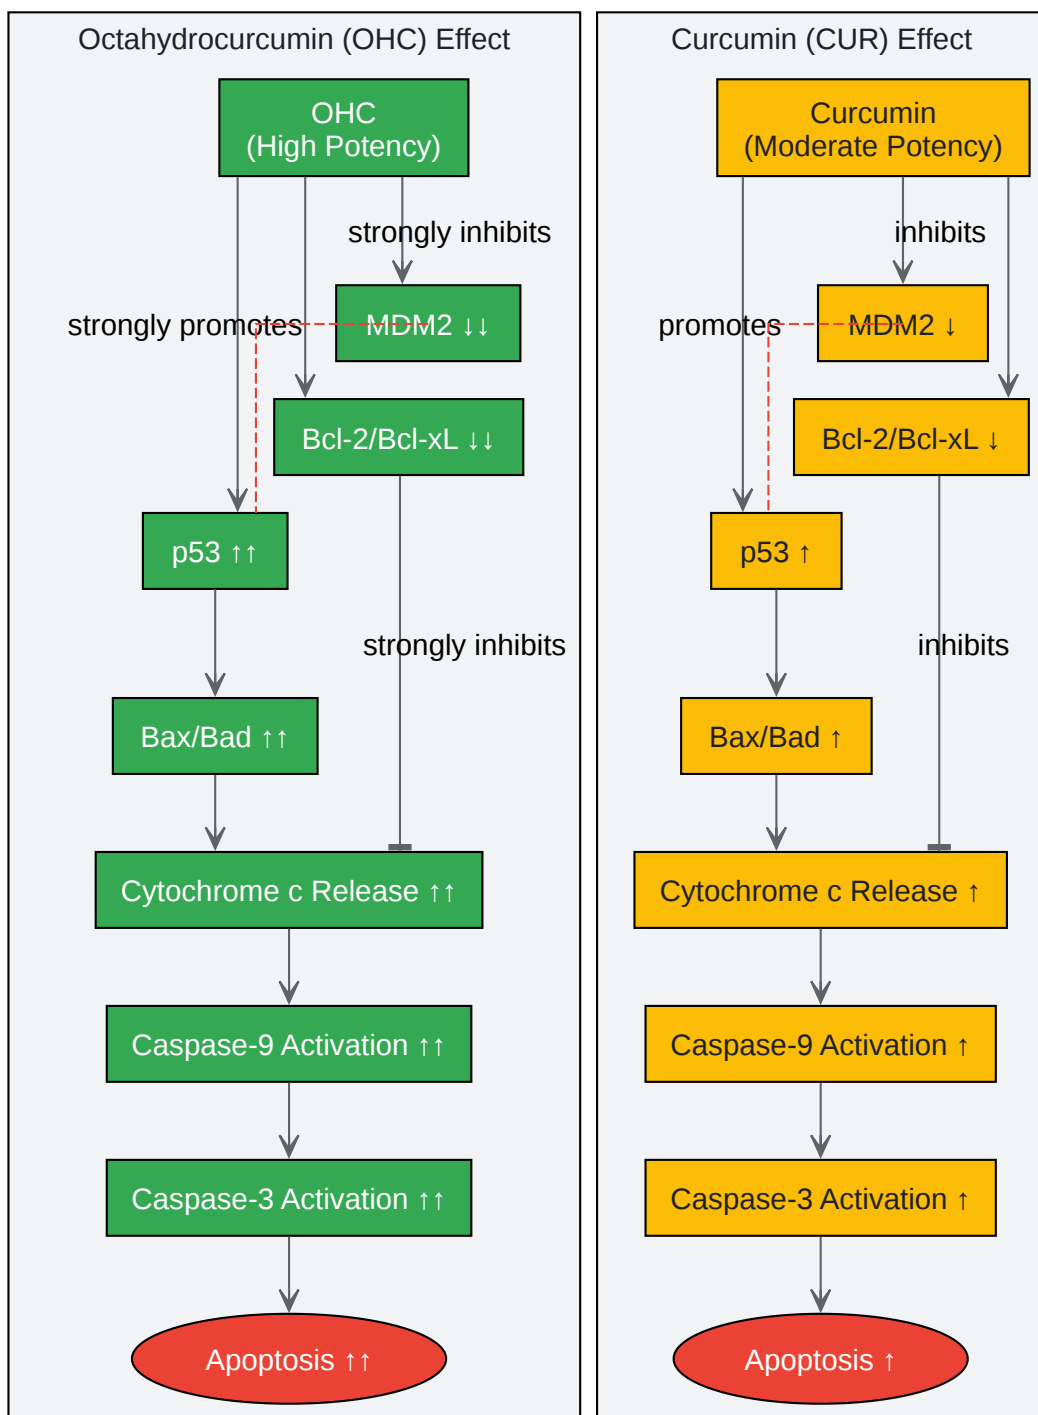 Octahydrocurcumin (OHC) Effect
OHC
(High Potency)
strongly inhibits
strongly promotes
MDM2 ↓↓
Bcl-2/Bcl-xL ↓↓
p53 ↑↑
strongly inhibits
Bax/Bad ↑↑
Cytochrome c Release ↑↑
Caspase-9 Activation ↑↑
Caspase-3 Activation ↑↑
Apoptosis ↑↑
Curcumin (CUR) Effect
Curcumin
(Moderate Potency)
inhibits
promotes
MDM2 ↓
Bcl-2/Bcl-xL ↓
p53 ↑
inhibits
Bax/Bad ↑
Cytochrome c Release ↑
Caspase-9 Activation ↑
Caspase-3 Activation ↑
Apoptosis ↑